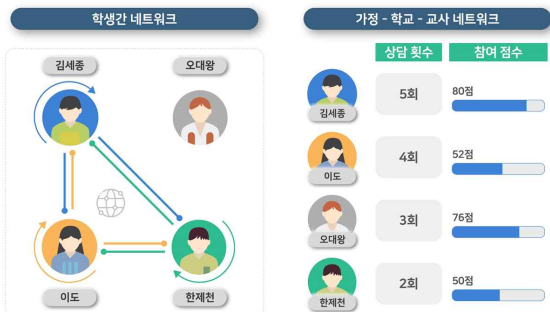 학생간 네트워크
김세종
오대왕
이도
한제천
가정 - 학교 - 교사 네트워크
상담 횟수 참여 점수
김세종 5회 80점
이도 4회 52점
오대왕 3회 76점
한제천 2회 50점